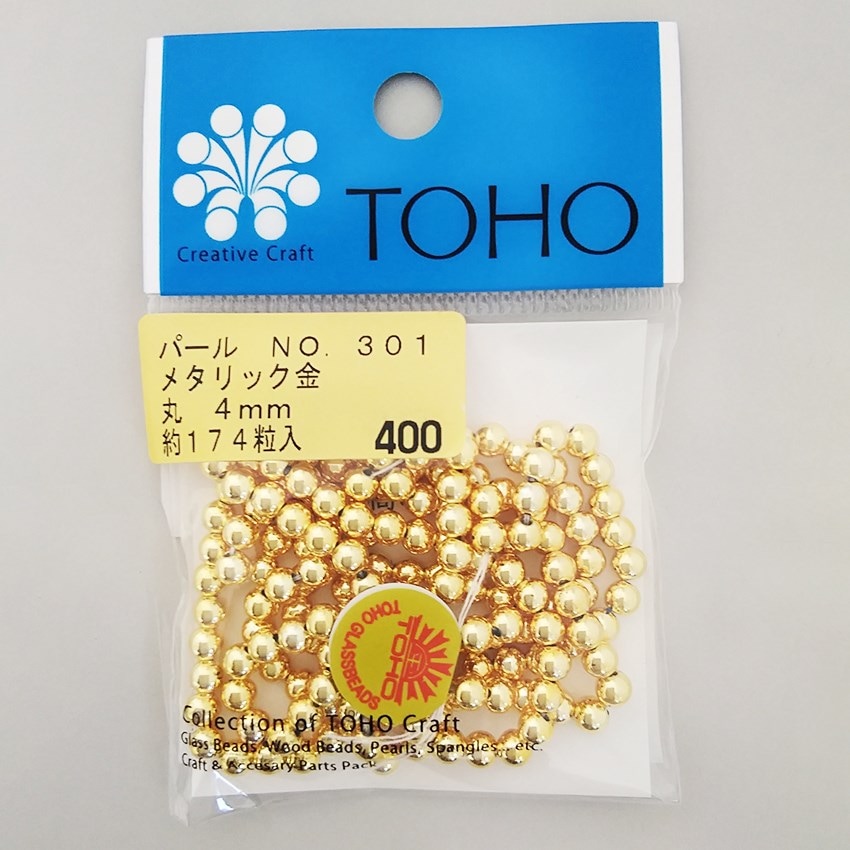 TOHO
Creative Craft
パール NO. 301
メタリック金
丸 4mm
約174粒入 400
TOHO
TOHO GLASSBEADS
Collection of TOHO Craft
Glass Beads, Wood Beads, Pearls, Spangles., etc.
Craft & Accesary Parts Pack